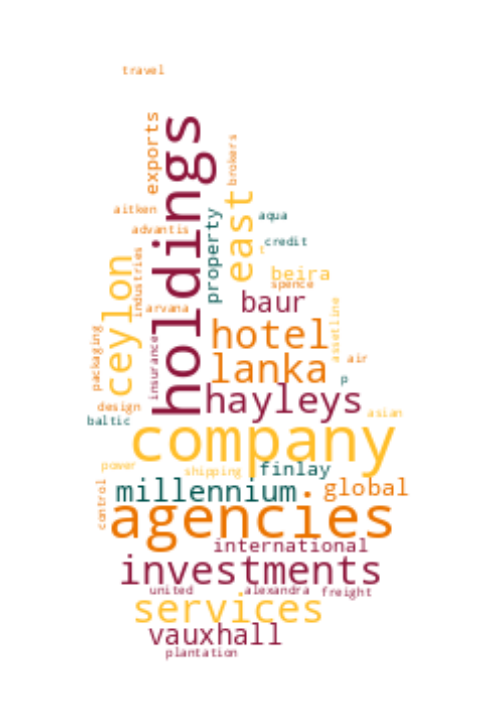 travel
exports
holdings
brokers
aitken
advantis
property
east
aqua
credit
t
beira
spence
ceylon
industries
arvana
baur
assetline
packaging
insurance
hotel
lanka
air
p
design
hayleys
asian
baltic
company
power
shipping
finlay
control
millennium
global
agencies
international
investments
united
alexandra
freight
services
vauxhall
plantation